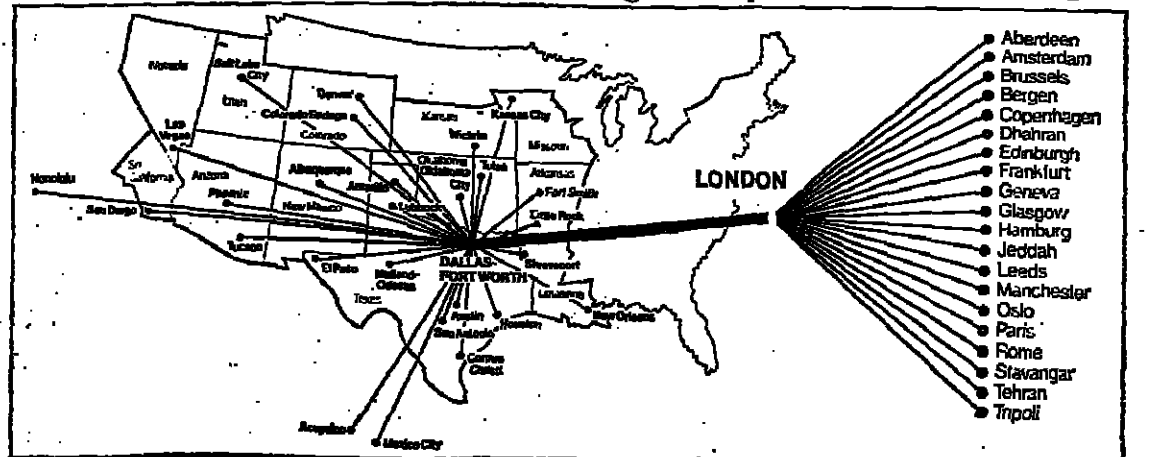 Nevada
Salt Lake
City
Utah
Denver
Colorado Springs
Colorado
Kansas
Kansas City
Wichita
Missouri
Las
Vegas
So
California
Arizona
Phoenix
Albuquerque
New Mexico
Amarillo
Lubbock
Oklahoma
Oklahoma
City
Tulsa
Arkansas
Fort Smith
Little Rock
Honolulu
San Diego
Tucson
El Paso
Midland-
Odessa
Texas
DALLAS-
FORT WORTH
Shreveport
Louisiana
New Orleans
Austin
San Antonio
Houston
Corpus
Christi
Acapulco
Mexico City
LONDON
Aberdeen
Amsterdam
Brussels
Bergen
Copenhagen
Dhahran
Edinburgh
Frankfurt
Geneva
Glasgow
Hamburg
Jeddah
Leeds
Manchester
Oslo
Paris
Rome
Stavangar
Tehran
Tripoli